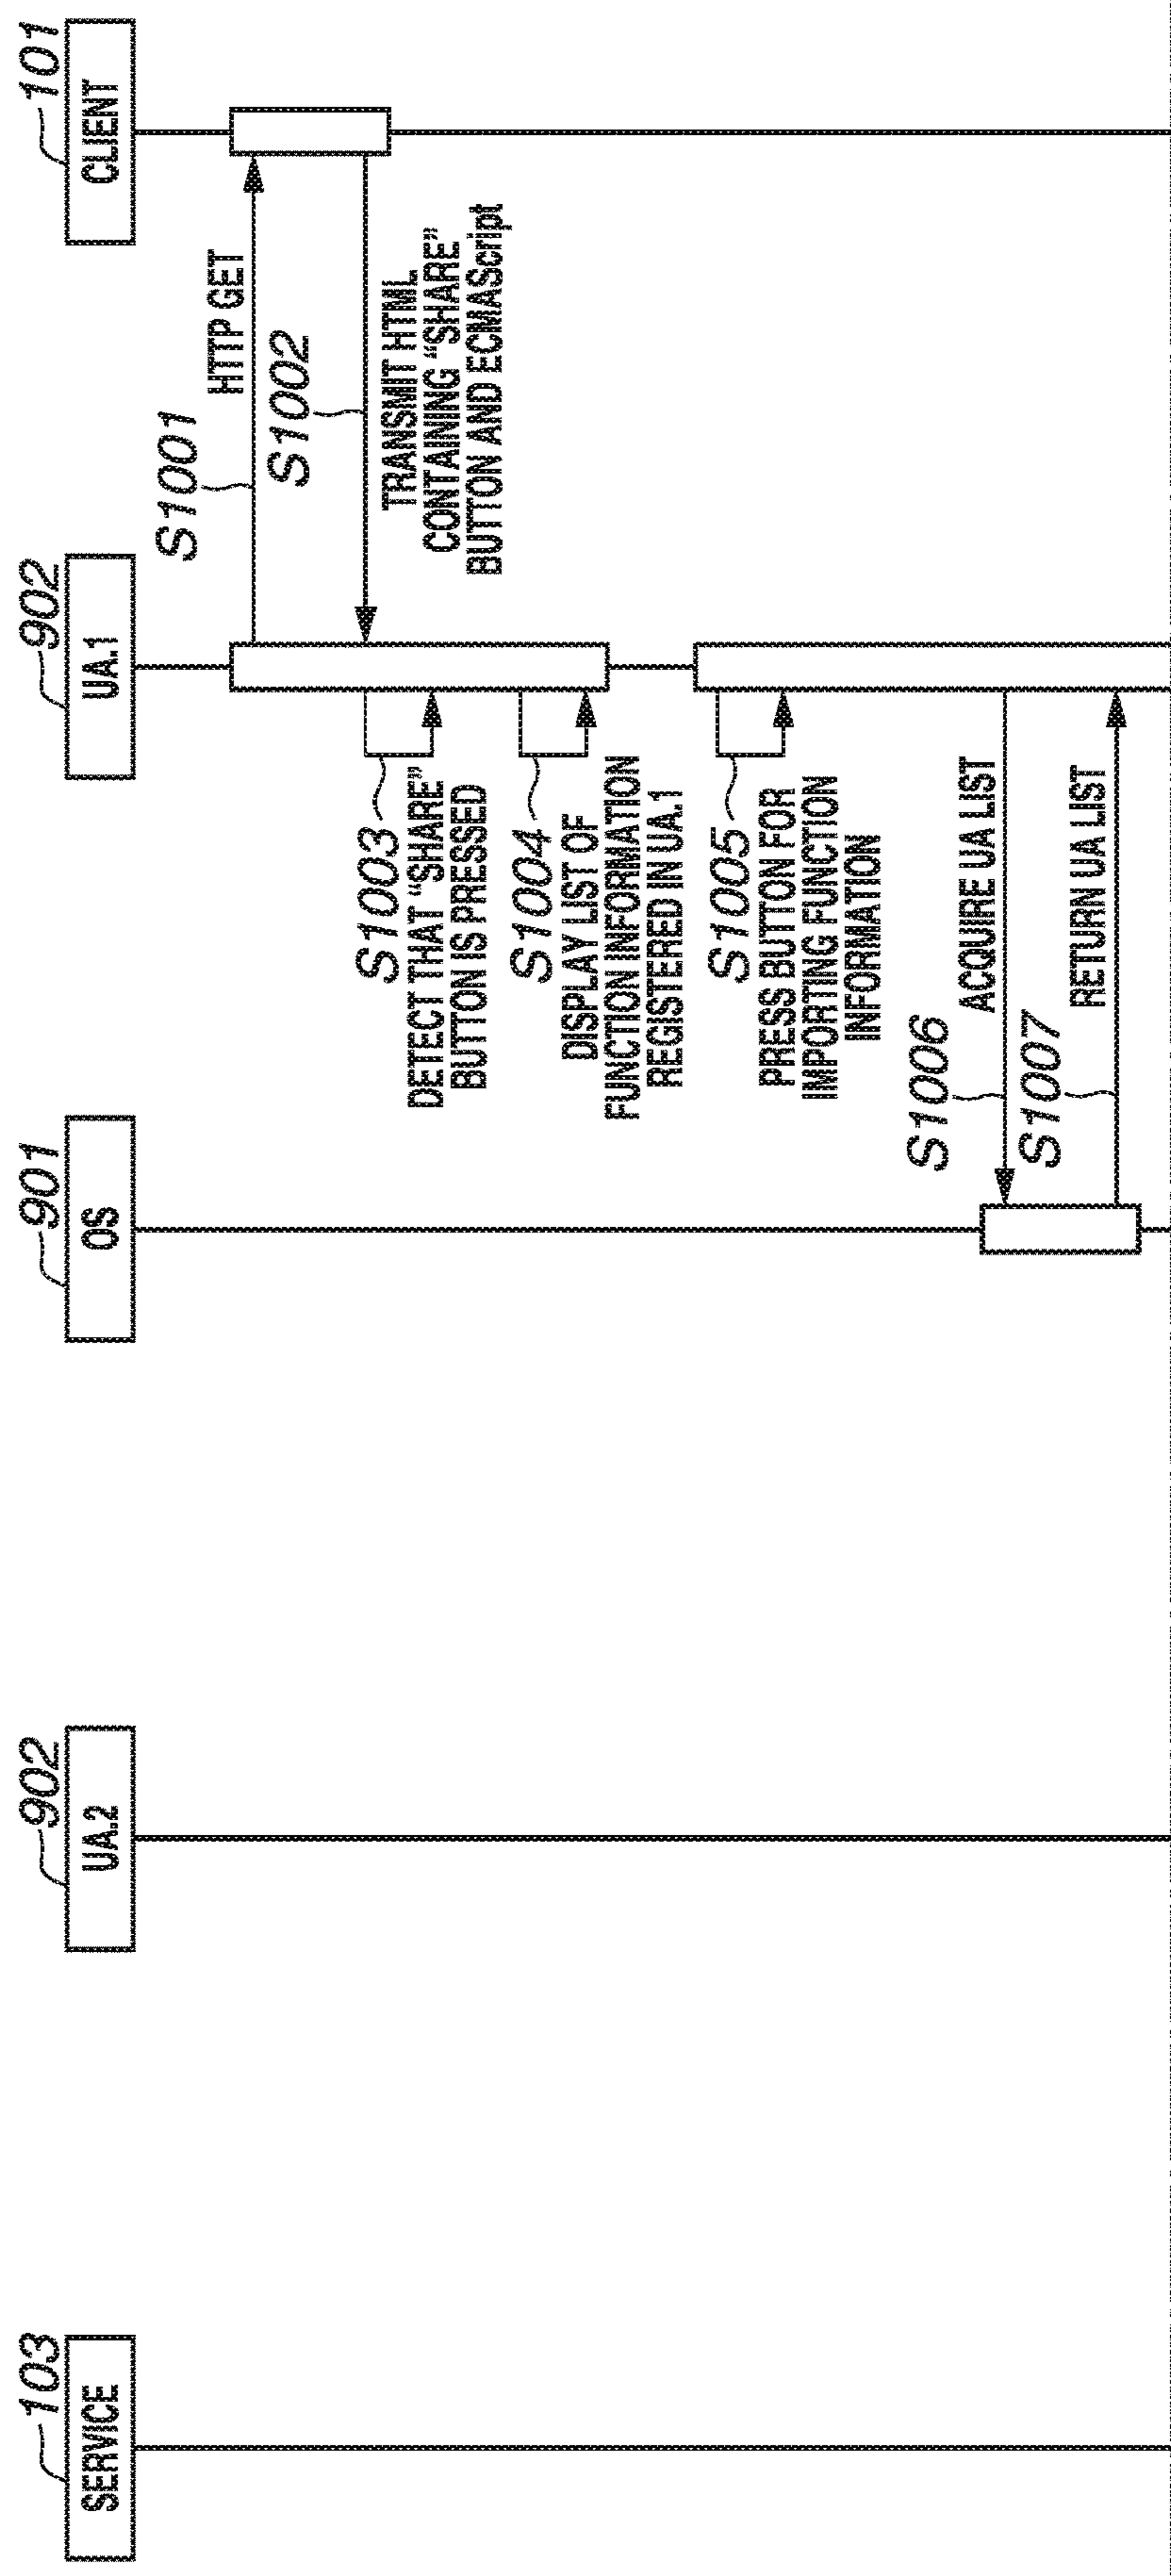 103
SERVICE
902
UA.2
901
OS
902
UA.1
101
CLIENT
S1001
HTTP GET
S1002
TRANSMIT HTML
CONTAINING “SHARE”
BUTTON AND ECMAScript
S1003
DETECT THAT “SHARE”
BUTTON IS PRESSED
S1004
DISPLAY LIST OF
FUNCTION INFORMATION
REGISTERED IN UA.1
S1005
PRESS BUTTON FOR
IMPORTING FUNCTION
INFORMATION
S1006
ACQUIRE UA LIST
S1007
RETURN UA LIST